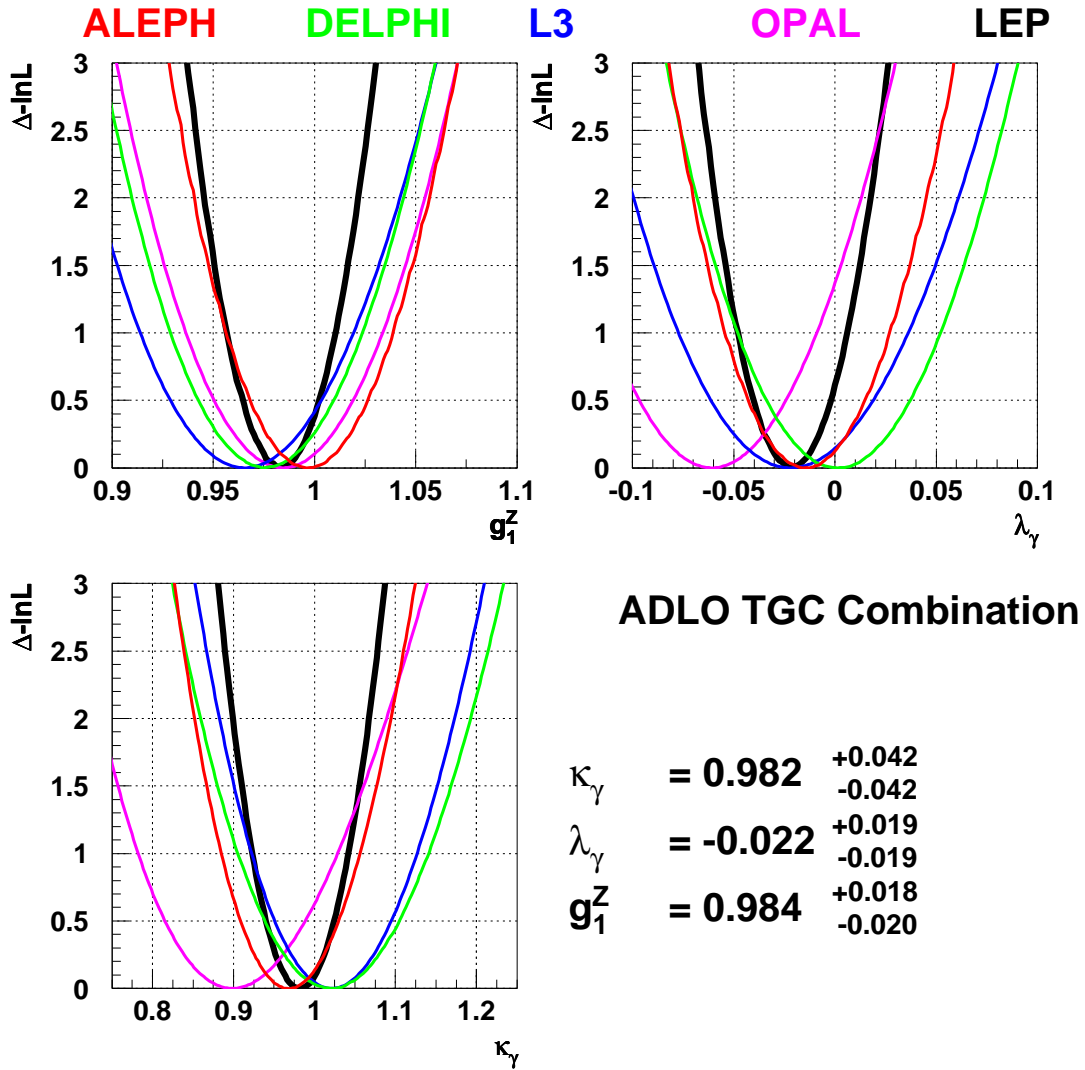 ALEPH DELPHI L3 OPAL LEP
Δ-lnL
3
2.5
2
1.5
1
0.5
0
0.9 0.95 1 1.05 1.1
g₁ᶻ
Δ-lnL
3
2.5
2
1.5
1
0.5
0
-0.1 -0.05 0 0.05 0.1
λγ
Δ-lnL
3
2.5
2
1.5
1
0.5
0
0.8 0.9 1 1.1 1.2
κγ
ADLO TGC Combination
κγ = 0.982 +0.042 -0.042
λγ = -0.022 +0.019 -0.019
g₁ᶻ = 0.984 +0.018 -0.020